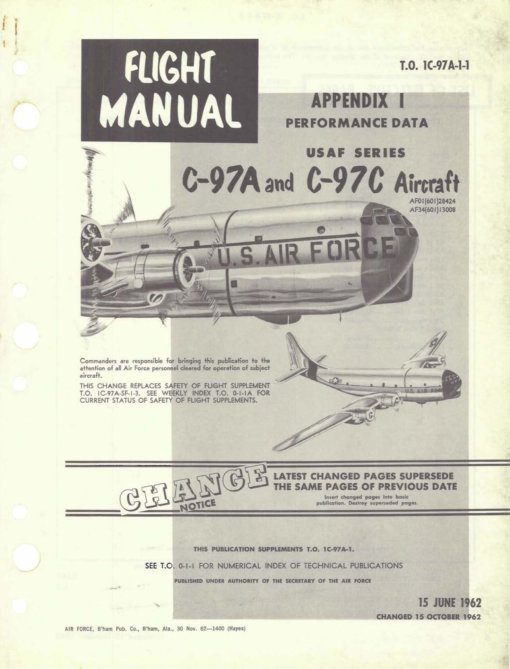 FLIGHT
MANUAL
T.O. 1C-97A-1-1
APPENDIX I
PERFORMANCE DATA
USAF SERIES
C-97A and C-97C Aircraft
AF01(601)28424
AF34(601)13008
U.S. AIR FORCE
Commanders are responsible for bringing this publication to the
attention of all Air Force personnel cleared for operation of subject
aircraft.
THIS CHANGE REPLACES SAFETY OF FLIGHT SUPPLEMENT
T.O. 1C-97A-SF-1-3. SEE WEEKLY INDEX T.O. 0-1-1A FOR
CURRENT STATUS OF SAFETY OF FLIGHT SUPPLEMENTS.
CHANGE
NOTICE
LATEST CHANGED PAGES SUPERSEDE
THE SAME PAGES OF PREVIOUS DATE
Insert changed pages into basic
publication. Destroy superseded pages.
THIS PUBLICATION SUPPLEMENTS T.O. 1C-97A-1.
SEE T.O. 0-1-1 FOR NUMERICAL INDEX OF TECHNICAL PUBLICATIONS
PUBLISHED UNDER AUTHORITY OF THE SECRETARY OF THE AIR FORCE
15 JUNE 1962
CHANGED 15 OCTOBER 1962
AIR FORCE, B'ham Pub. Co., B'ham, Ala., 30 Nov. 62—1400 (Hayes)